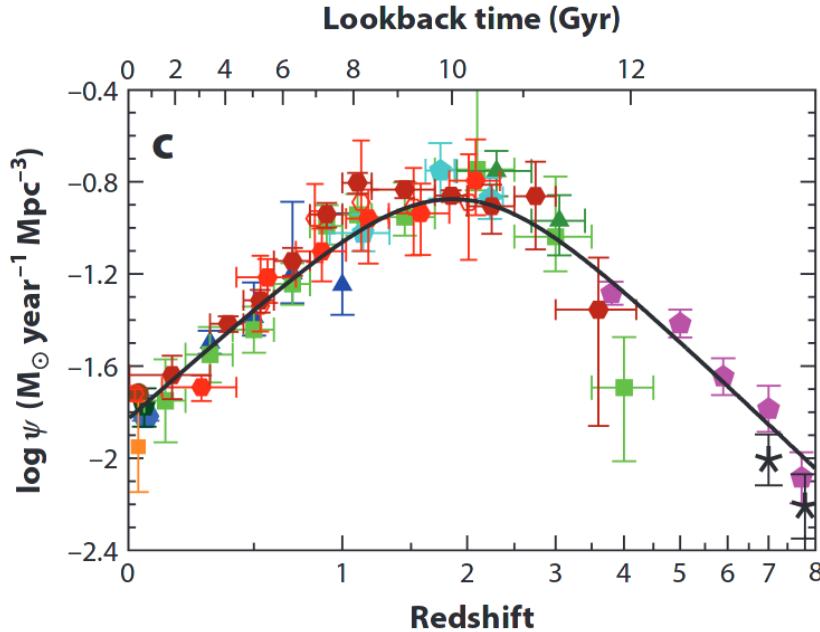 Lookback time (Gyr)
0 2 4 6 8 10 12
c
−0.4
−0.8
−1.2
−1.6
−2
−2.4
log ψ (M⊙ year−1 Mpc−3)
0 1 2 3 4 5 6 7 8
Redshift